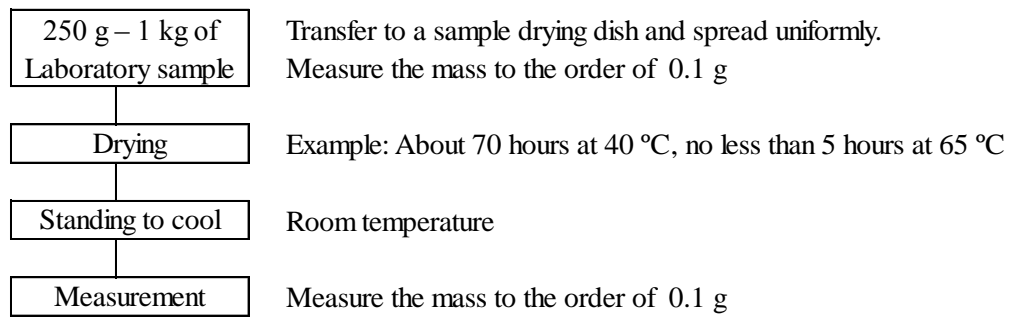 250 g – 1 kg of
Laboratory sample
Transfer to a sample drying dish and spread uniformly.
Measure the mass to the order of 0.1 g
Drying
Example: About 70 hours at 40 ºC, no less than 5 hours at 65 ºC
Standing to cool
Room temperature
Measurement
Measure the mass to the order of 0.1 g